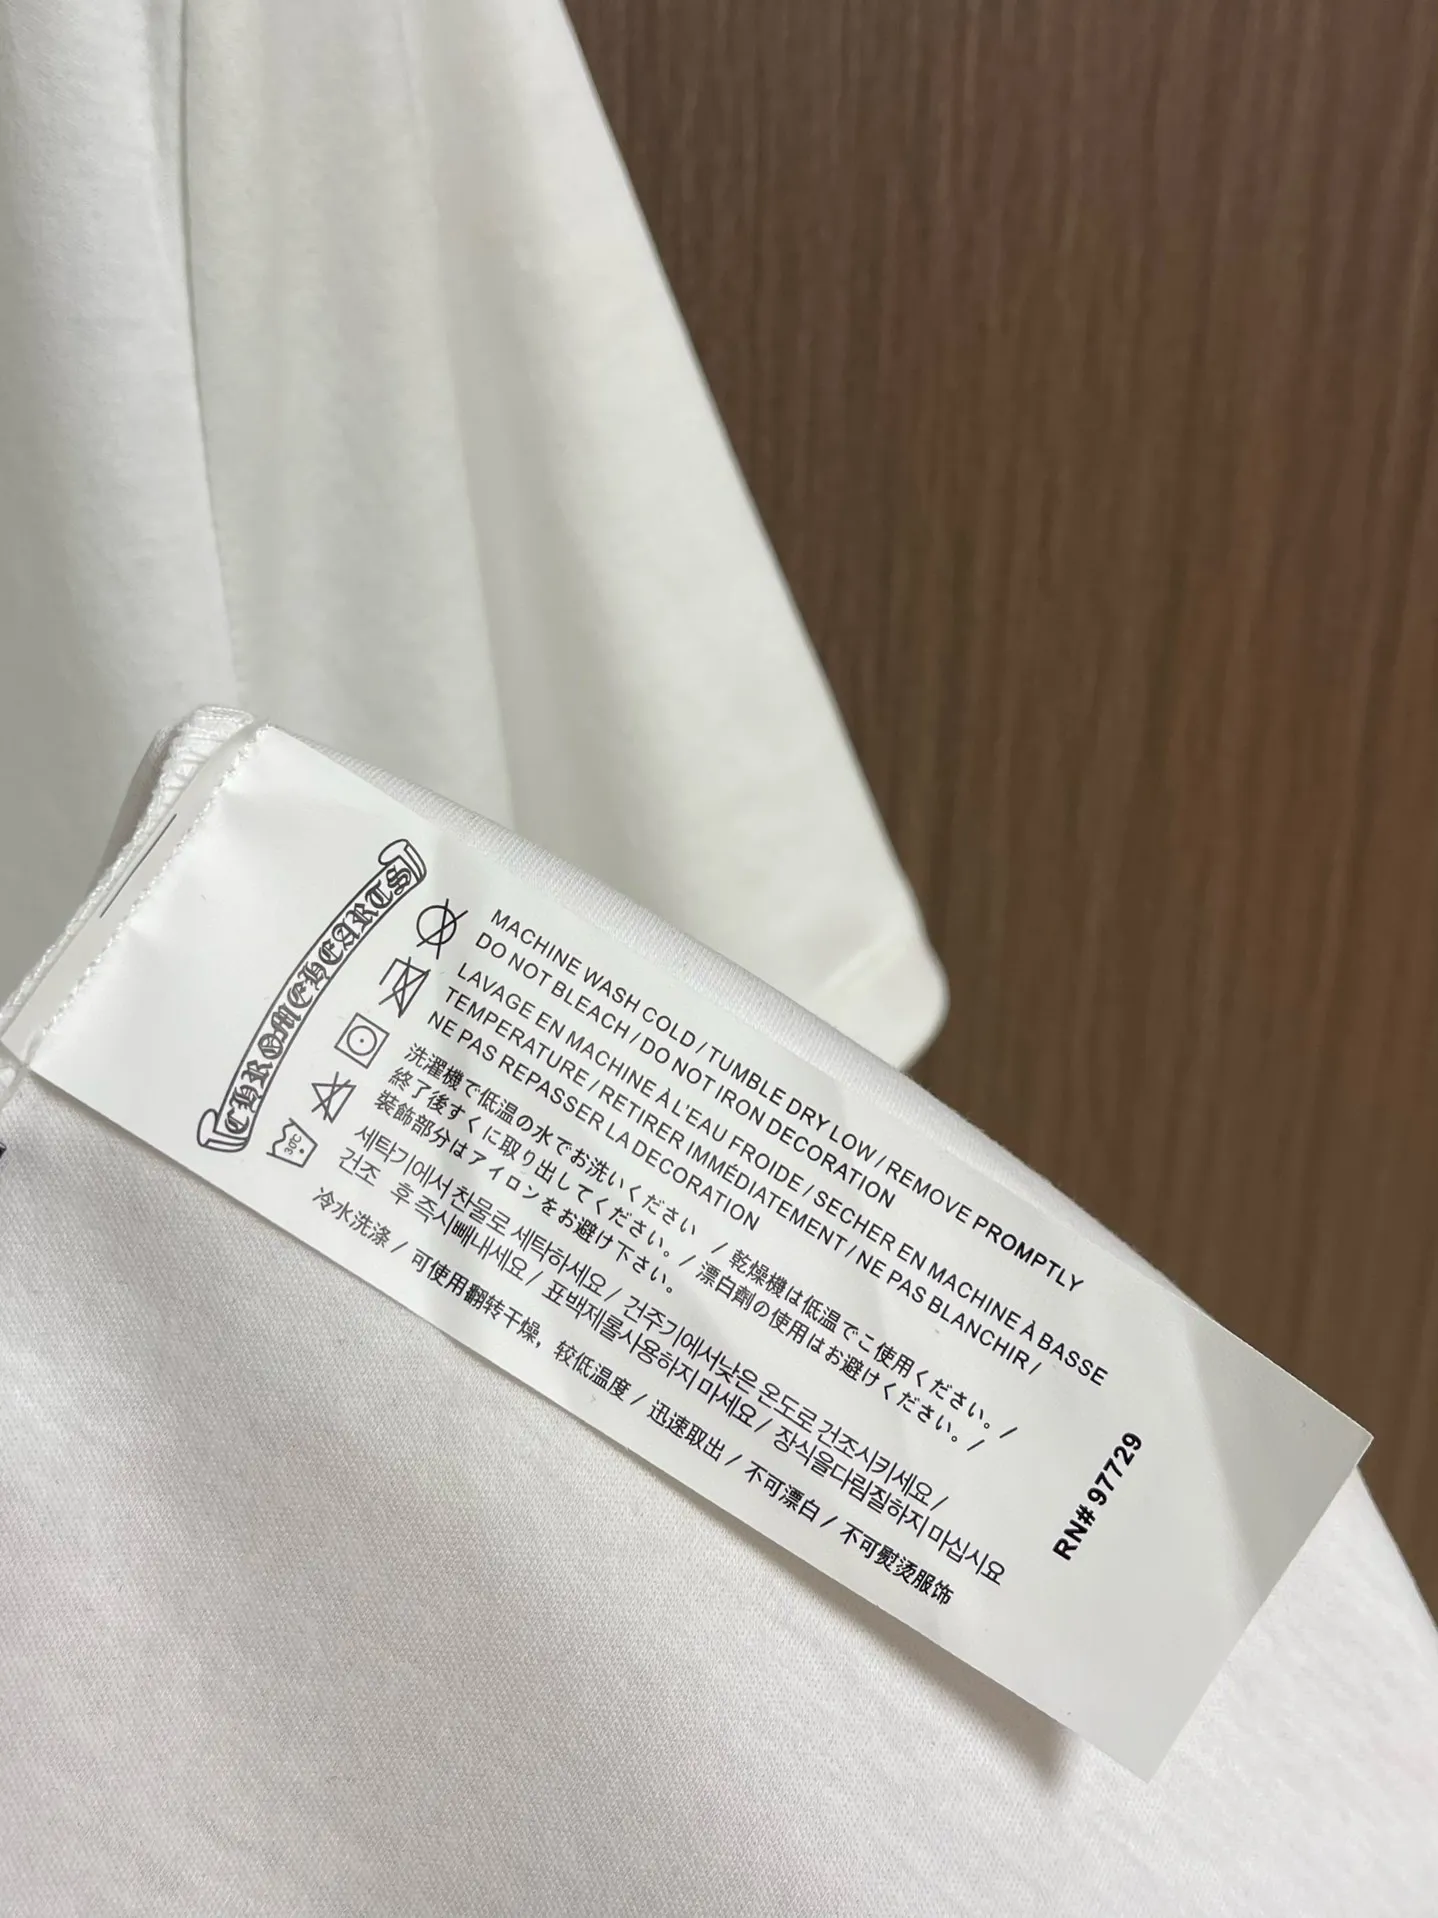 CHROME HEARTS
30C
MACHINE WASH COLD / TUMBLE DRY LOW / REMOVE PROMPTLY
DO NOT BLEACH / DO NOT IRON DECORATION
LAVAGE EN MACHINE À L'EAU FROIDE / SECHER EN MACHINE À BASSE
TEMPERATURE / RETIRER IMMÉDIATEMENT / NE PAS BLANCHIR /
NE PAS REPASSER LA DECORATION
洗濯機で低温の水でお洗いください / 乾燥機は低温でご使用ください。/
終了後すぐに取り出してください。/ 漂白劑の使用はお避けください。/
裝飾部分はアイロンをお避け下さい。
세탁기에서 찬물로 세탁하세요 / 건주기에서낮은 온도로 건조시키세요 /
건조 후 즉시빼내세요 / 표백제롤사용하지 마세요 / 장식을다림질하지 마십시요
冷水洗涤 / 可使用翻转干燥，较低温度 / 迅速取出 / 不可漂白 / 不可熨烫服饰
RN# 97729